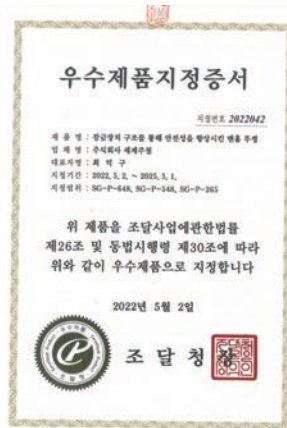 우수제품지정증서
지정번호 2022042
제 품 명 : 잠금장치 구조를 통해 안전성을 향상시킨 맨홀 뚜껑
업 체 명 : 주식회사 세계주철
대표자명 : 최 억 구
지정기간 : 2022. 5. 2. ~ 2025. 5. 1.
지정범위 : SG-P-648, SG-P-548, SG-P-265
위 제품을 조달사업에관한법률
제26조 및 동법시행령 제30조에 따라
위와 같이 우수제품으로 지정합니다
2022년 5월 2일
조 달 청 장